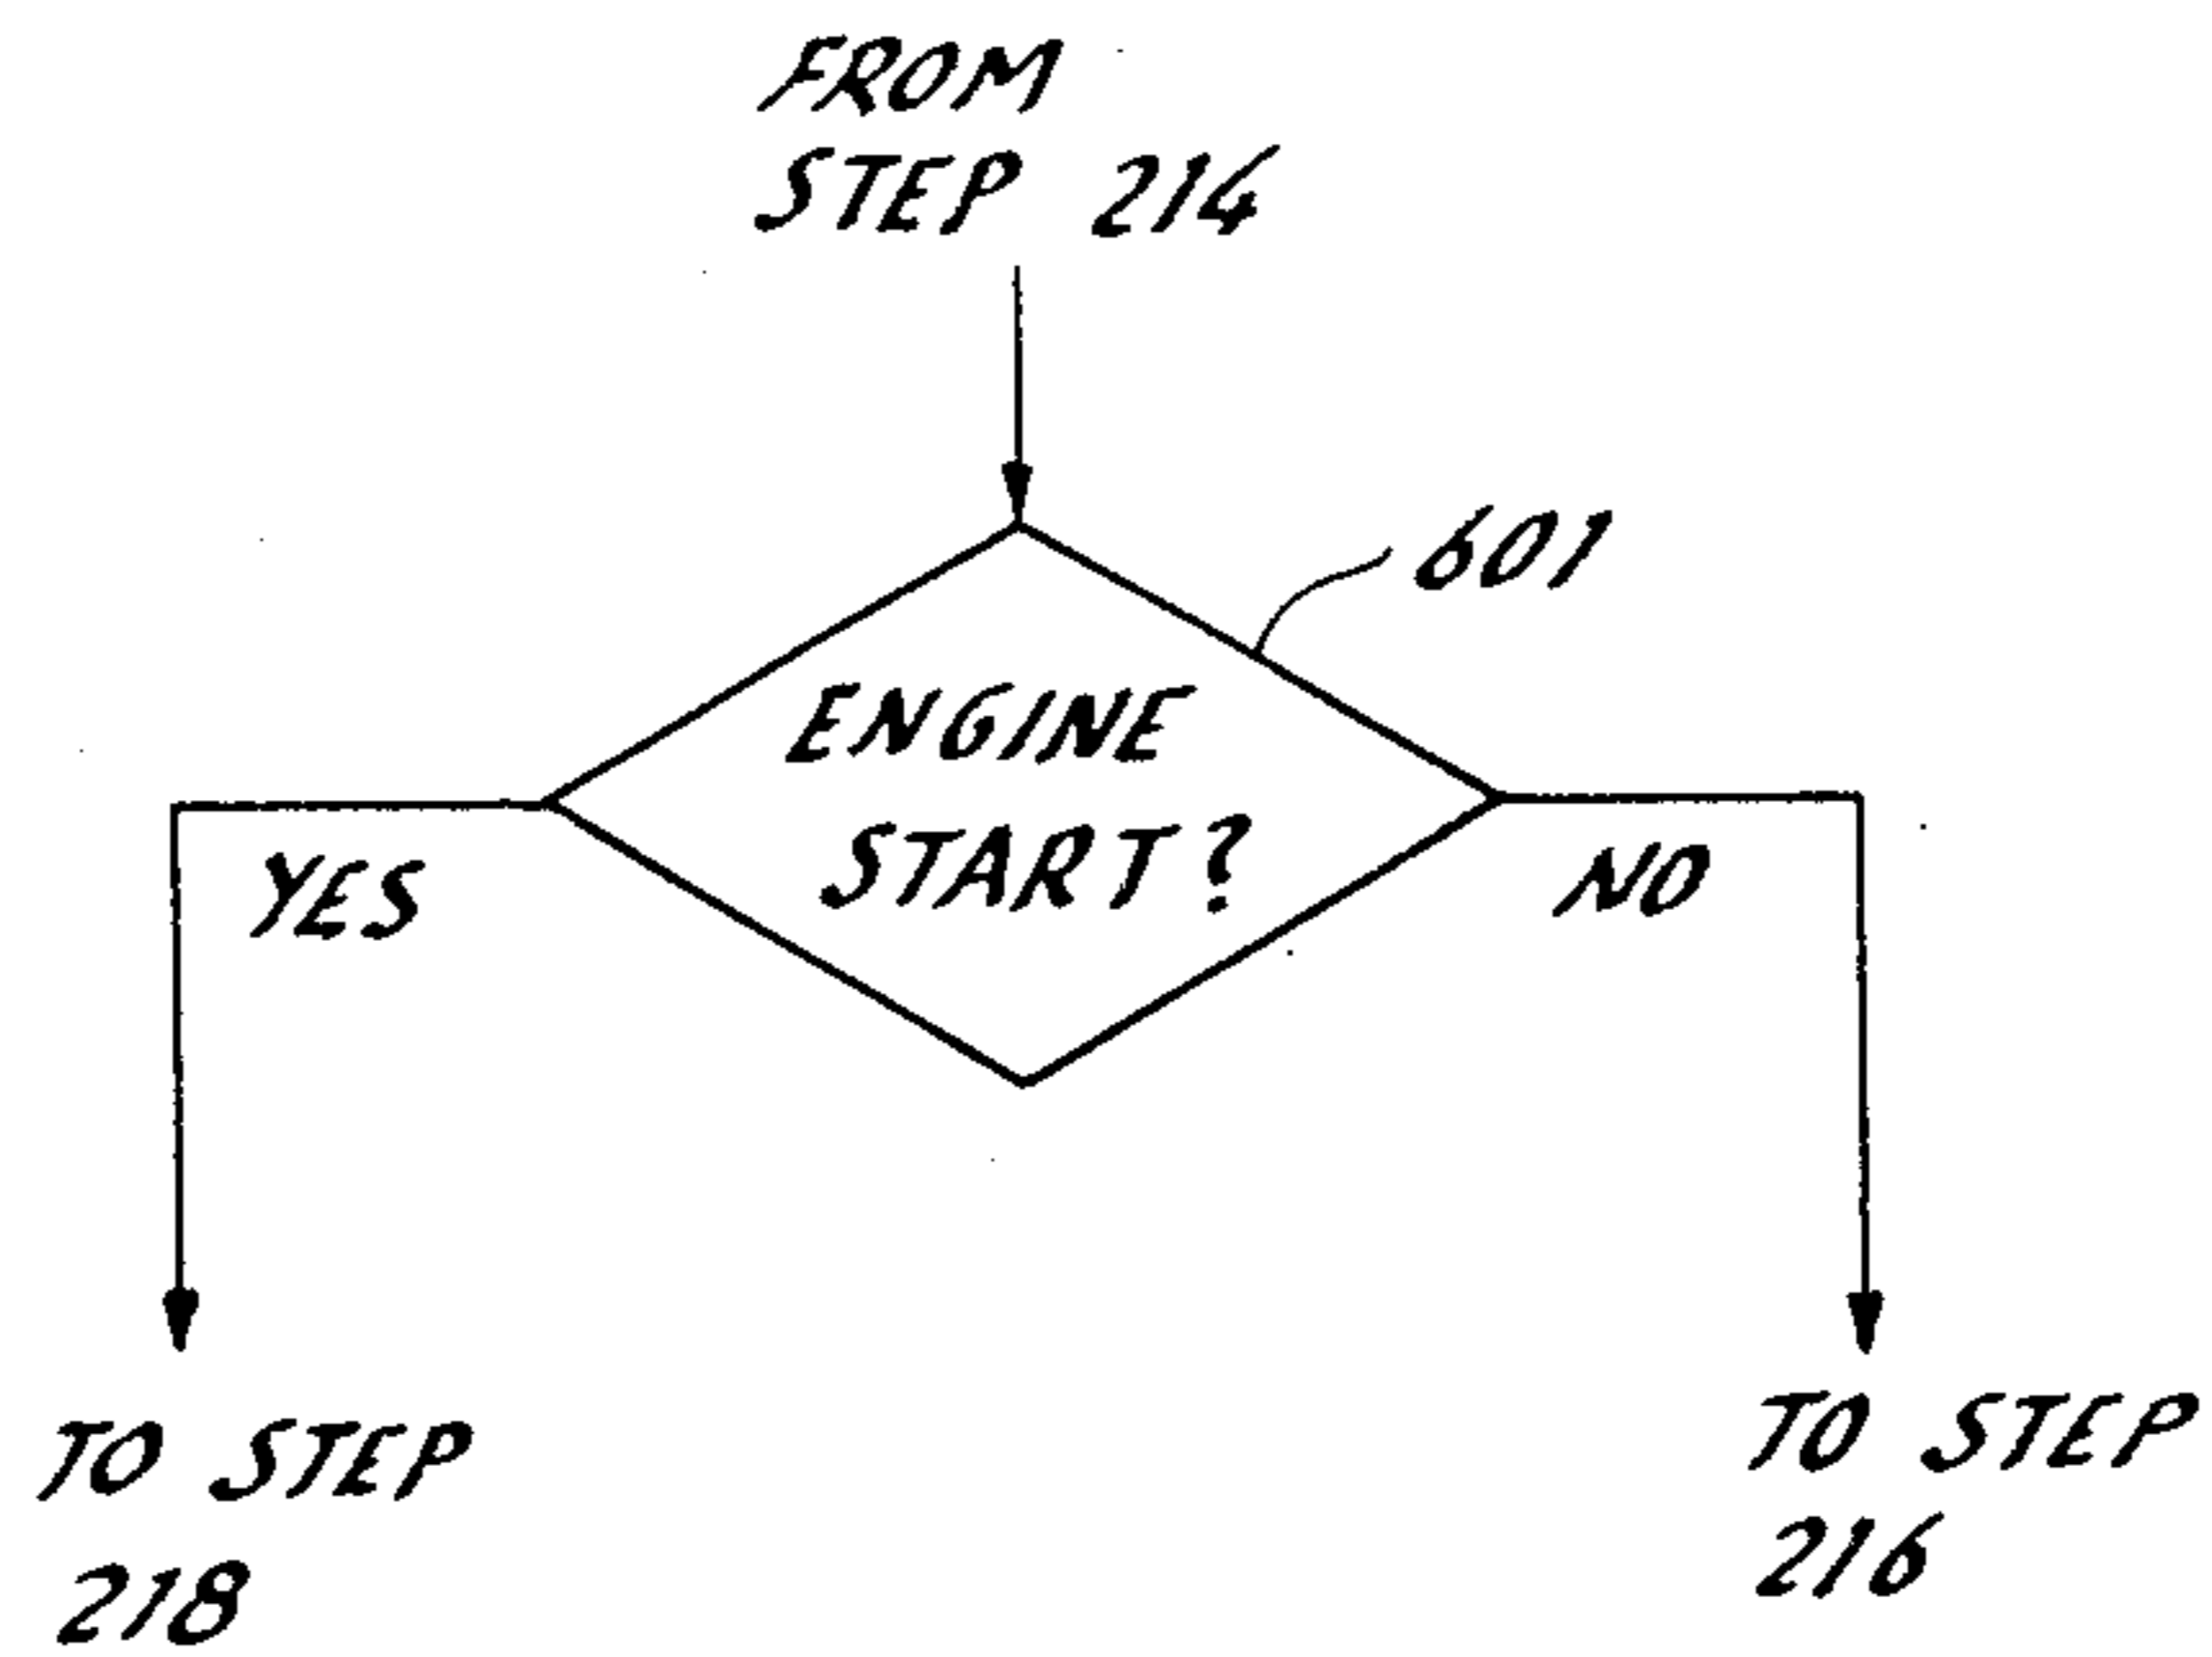 FROM
STEP 214
601
ENGINE
START?
YES
NO
TO STEP
218
TO STEP
216